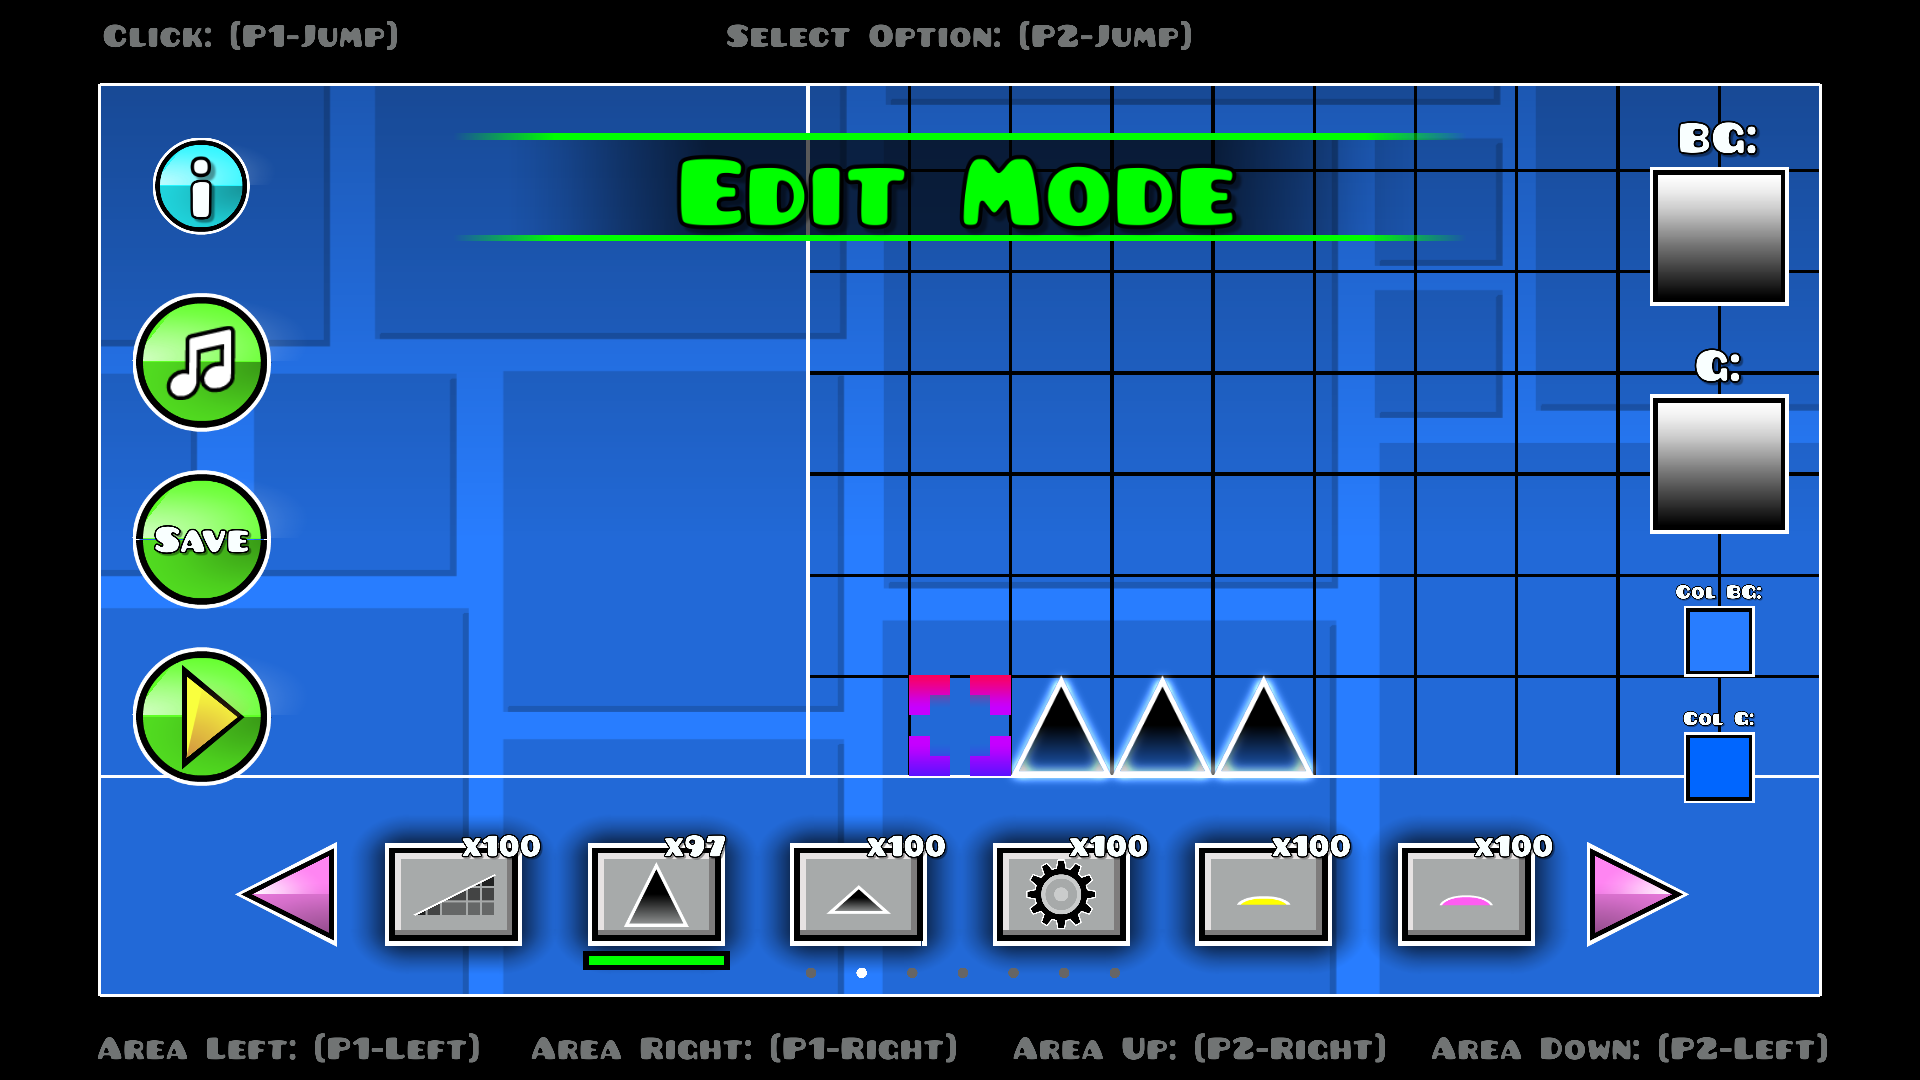 Click: (P1-Jump)
Select Option: (P2-Jump)
Edit Mode
BG:
G:
Save
Col BG:
Col G:
x100
x97
x100
x100
x100
x100
Area Left: (P1-Left)
Area Right: (P1-Right)
Area Up: (P2-Right)
Area Down: (P2-Left)